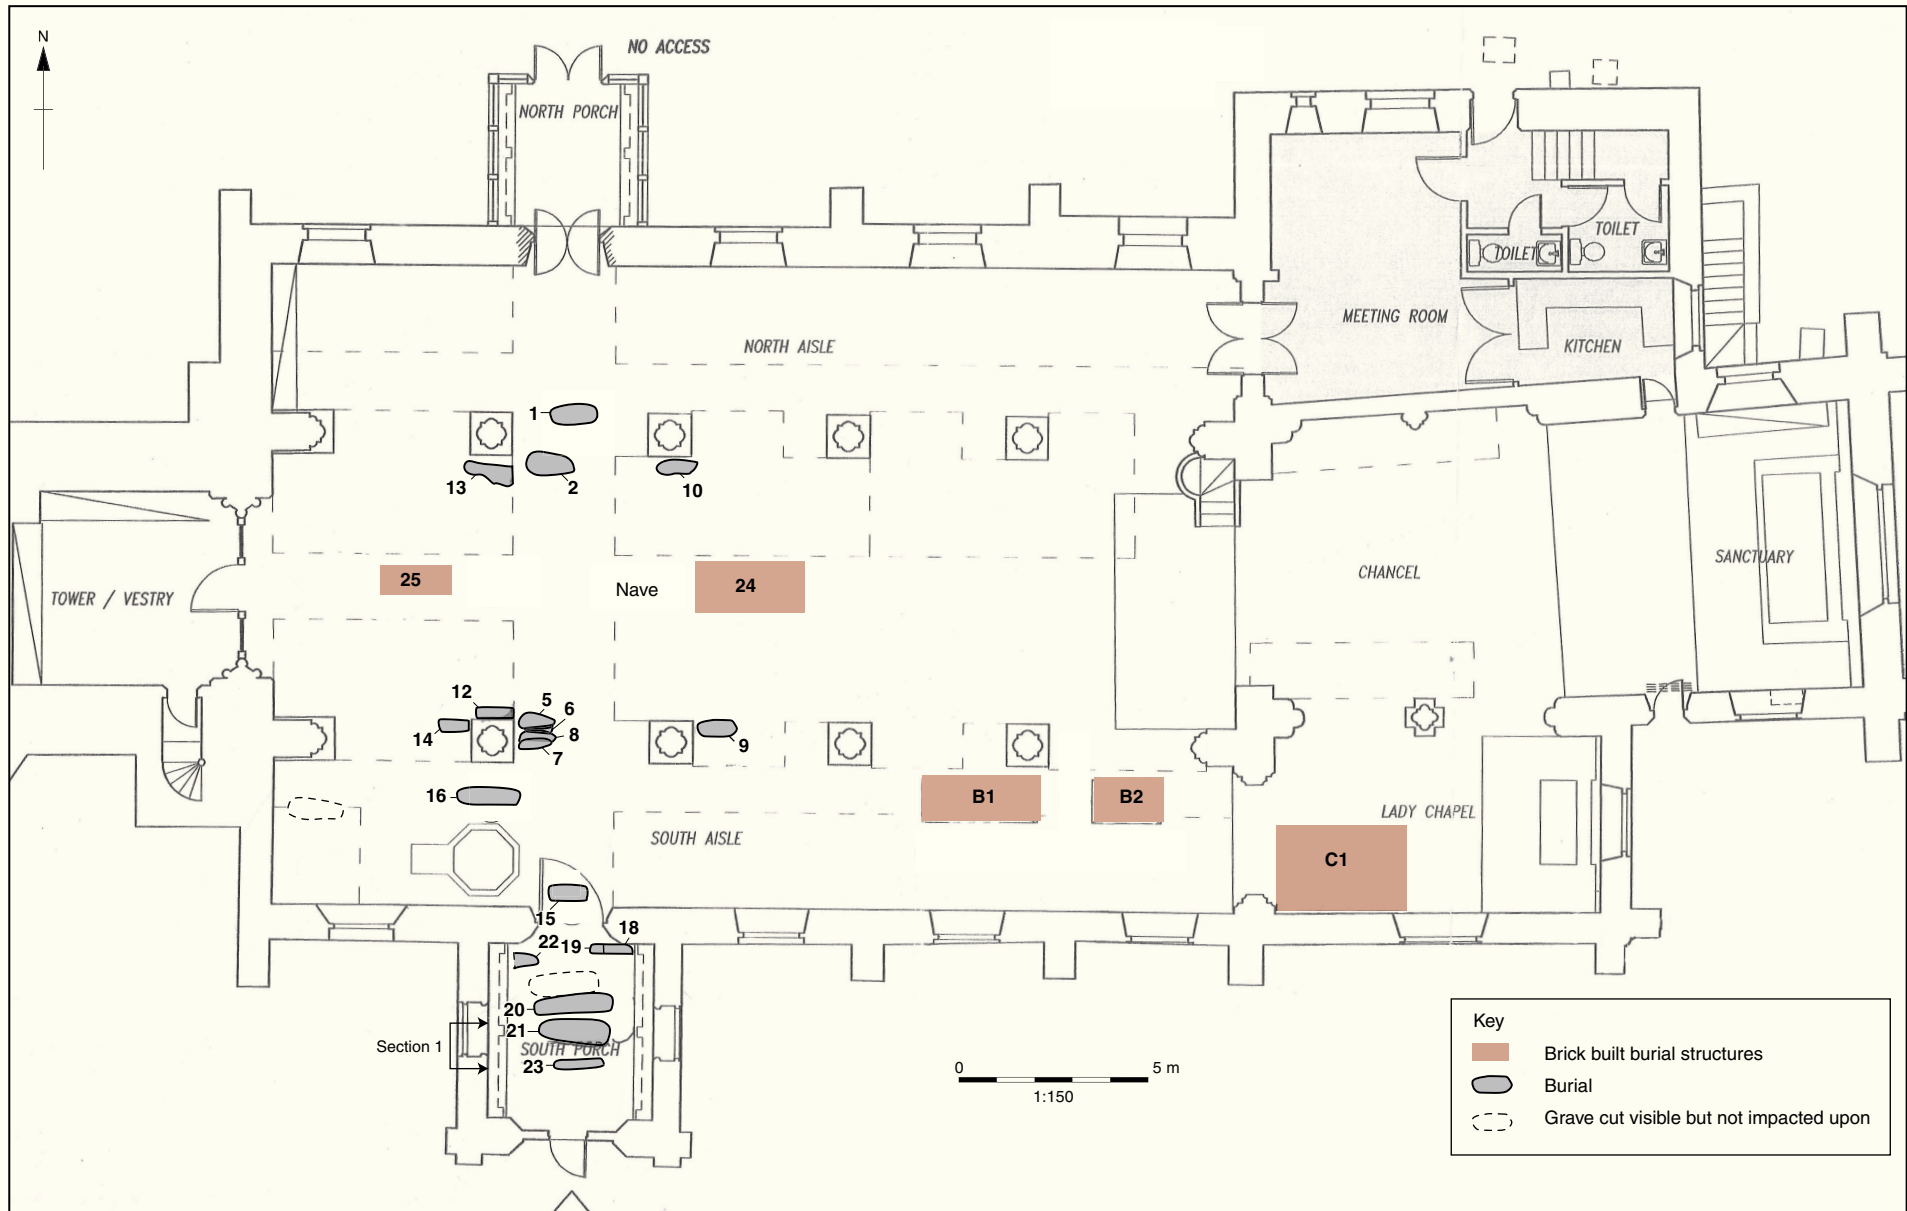 N
NO ACCESS
NORTH PORCH
TOILET
TOILET
MEETING ROOM
KITCHEN
NORTH AISLE
1
13
2
10
TOWER / VESTRY
25
Nave
24
CHANCEL
SANCTUARY
12
5
6
14
8
7
9
16
B1
B2
SOUTH AISLE
LADY CHAPEL
C1
15
18
22
19
20
21
Section 1
SOUTH PORCH
23
0
5 m
1:150
Key
Brick built burial structures
Burial
Grave cut visible but not impacted upon